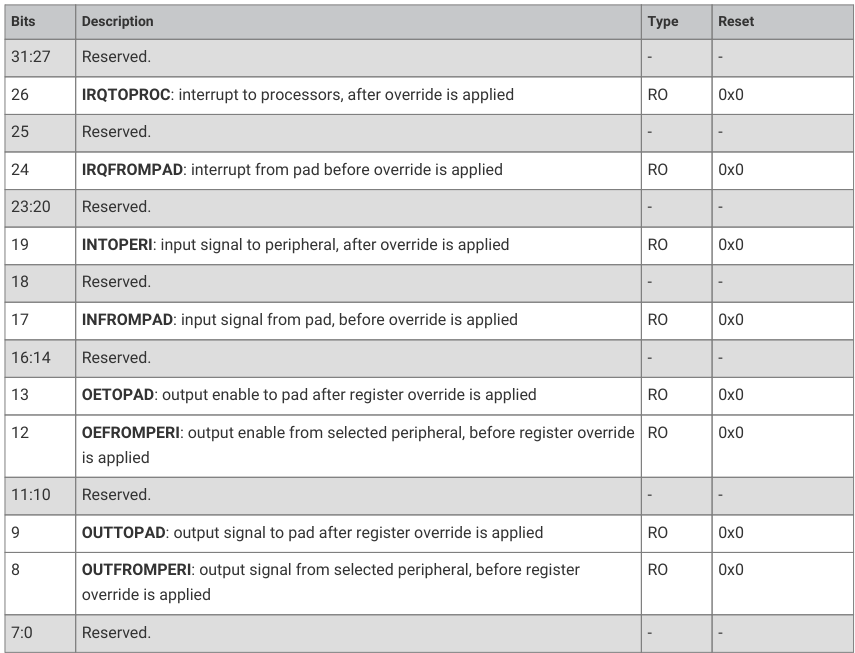 Bits Description Type Reset
31:27 Reserved. - -
26 IRQTOPROC: interrupt to processors, after override is applied RO 0x0
25 Reserved. - -
24 IRQFROMPAD: interrupt from pad before override is applied RO 0x0
23:20 Reserved. - -
19 INTOPERI: input signal to peripheral, after override is applied RO 0x0
18 Reserved. - -
17 INFROMPAD: input signal from pad, before override is applied RO 0x0
16:14 Reserved. - -
13 OETOPAD: output enable to pad after register override is applied RO 0x0
12 OEFROMPERI: output enable from selected peripheral, before register override RO 0x0
is applied
11:10 Reserved. - -
9 OUTTOPAD: output signal to pad after register override is applied RO 0x0
8 OUTFROMPERI: output signal from selected peripheral, before register RO 0x0
override is applied
7:0 Reserved. - -